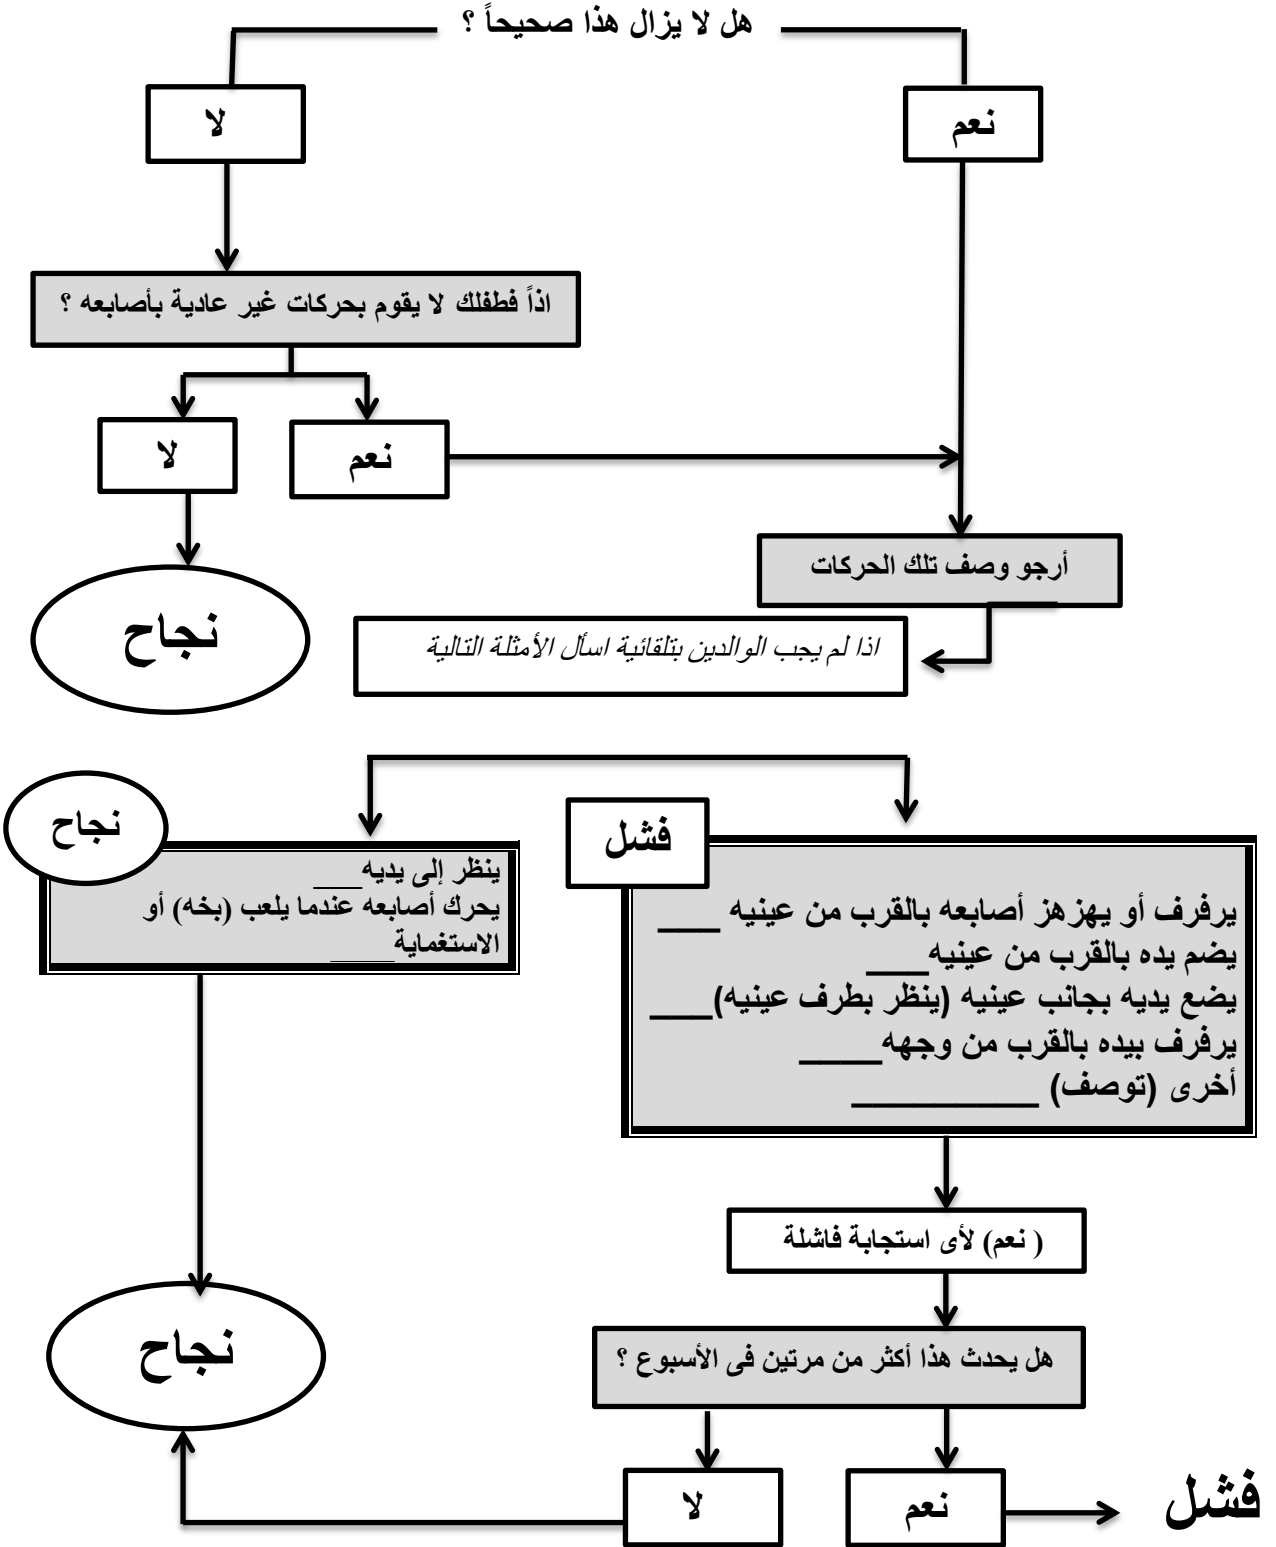 هل لا يزال هذا صحيحاً ؟
نعم
لا
اذاً فطفلك لا يقوم بحركات غير عادية بأصابعه ؟
نعم
لا
أرجو وصف تلك الحركات
نجاح
اذا لم يجب الوالدين بتلقائية اسأل الأمثلة التالية
فشل
يرفرف أو يهزهز أصابعه بالقرب من عينيه ____
يضم يده بالقرب من عينيه____
يضع يديه بجانب عينيه (ينظر بطرف عينيه)____
يرفرف بيده بالقرب من وجهه_____
أخرى (توصف) ___________
نجاح
ينظر إلى يديه____
يحرك أصابعه عندما يلعب (بخه) أو
الاستغماية_____
( نعم) لأى استجابة فاشلة
هل يحدث هذا أكثر من مرتين فى الأسبوع ؟
نجاح
نعم
لا
فشل